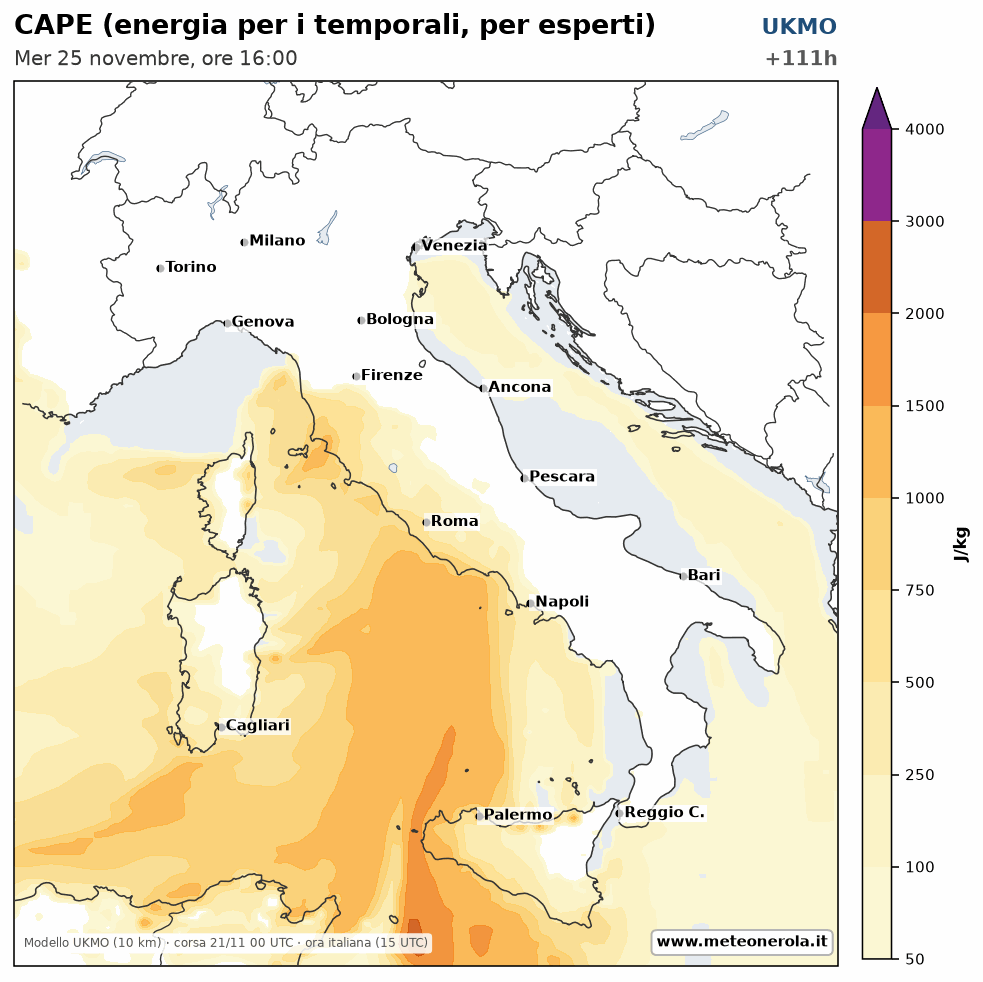 CAPE (energia per i temporali, per esperti)
UKMO
Mer 25 novembre, ore 16:00
+111h
4000
3000
2000
1500
1000
750
500
250
100
50
J/kg
Milano
Venezia
Torino
Genova
Bologna
Firenze
Ancona
Pescara
Roma
Bari
Napoli
Cagliari
Palermo
Reggio C.
Modello UKMO (10 km) · corsa 21/11 00 UTC · ora italiana (15 UTC)
www.meteonerola.it